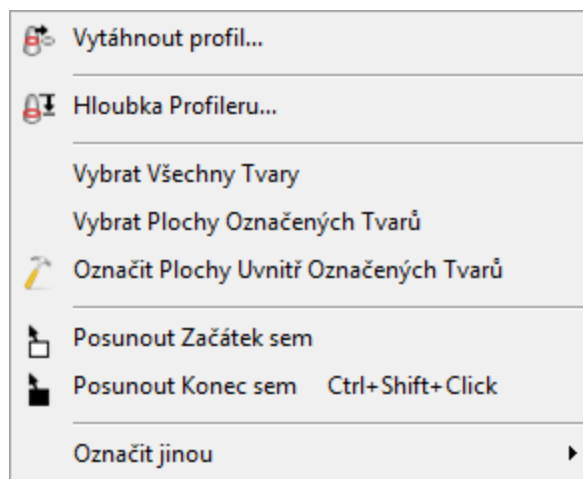 Vytáhnout profil...
Hloubka Profileru...
Vybrat Všechny Tvary
Vybrat Plochy Označených Tvarů
Označit Plochy Uvnitř Označených Tvarů
Posunout Začátek sem
Posunout Konec sem Ctrl+Shift+Click
Označit jinou